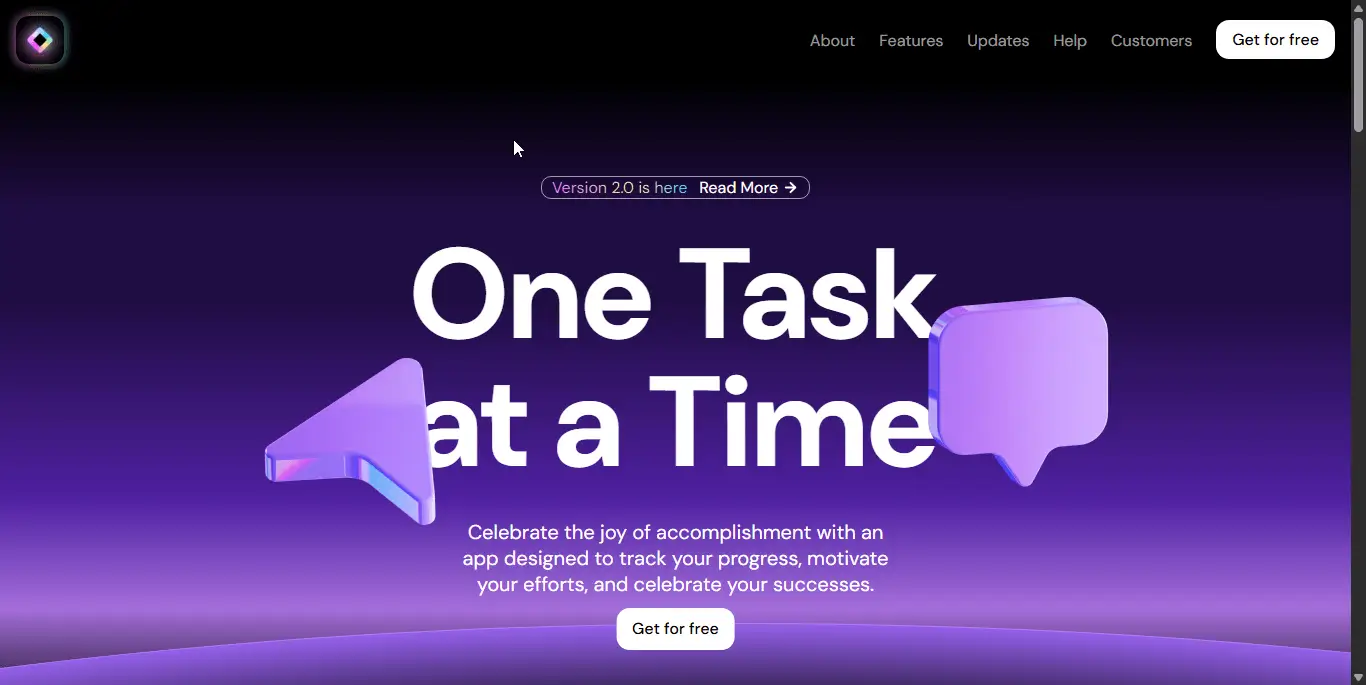 About Features Updates Help Customers Get for free
Version 2.0 is here Read More →
One Task
at a Time
Celebrate the joy of accomplishment with an
app designed to track your progress, motivate
your efforts, and celebrate your successes.
Get for free